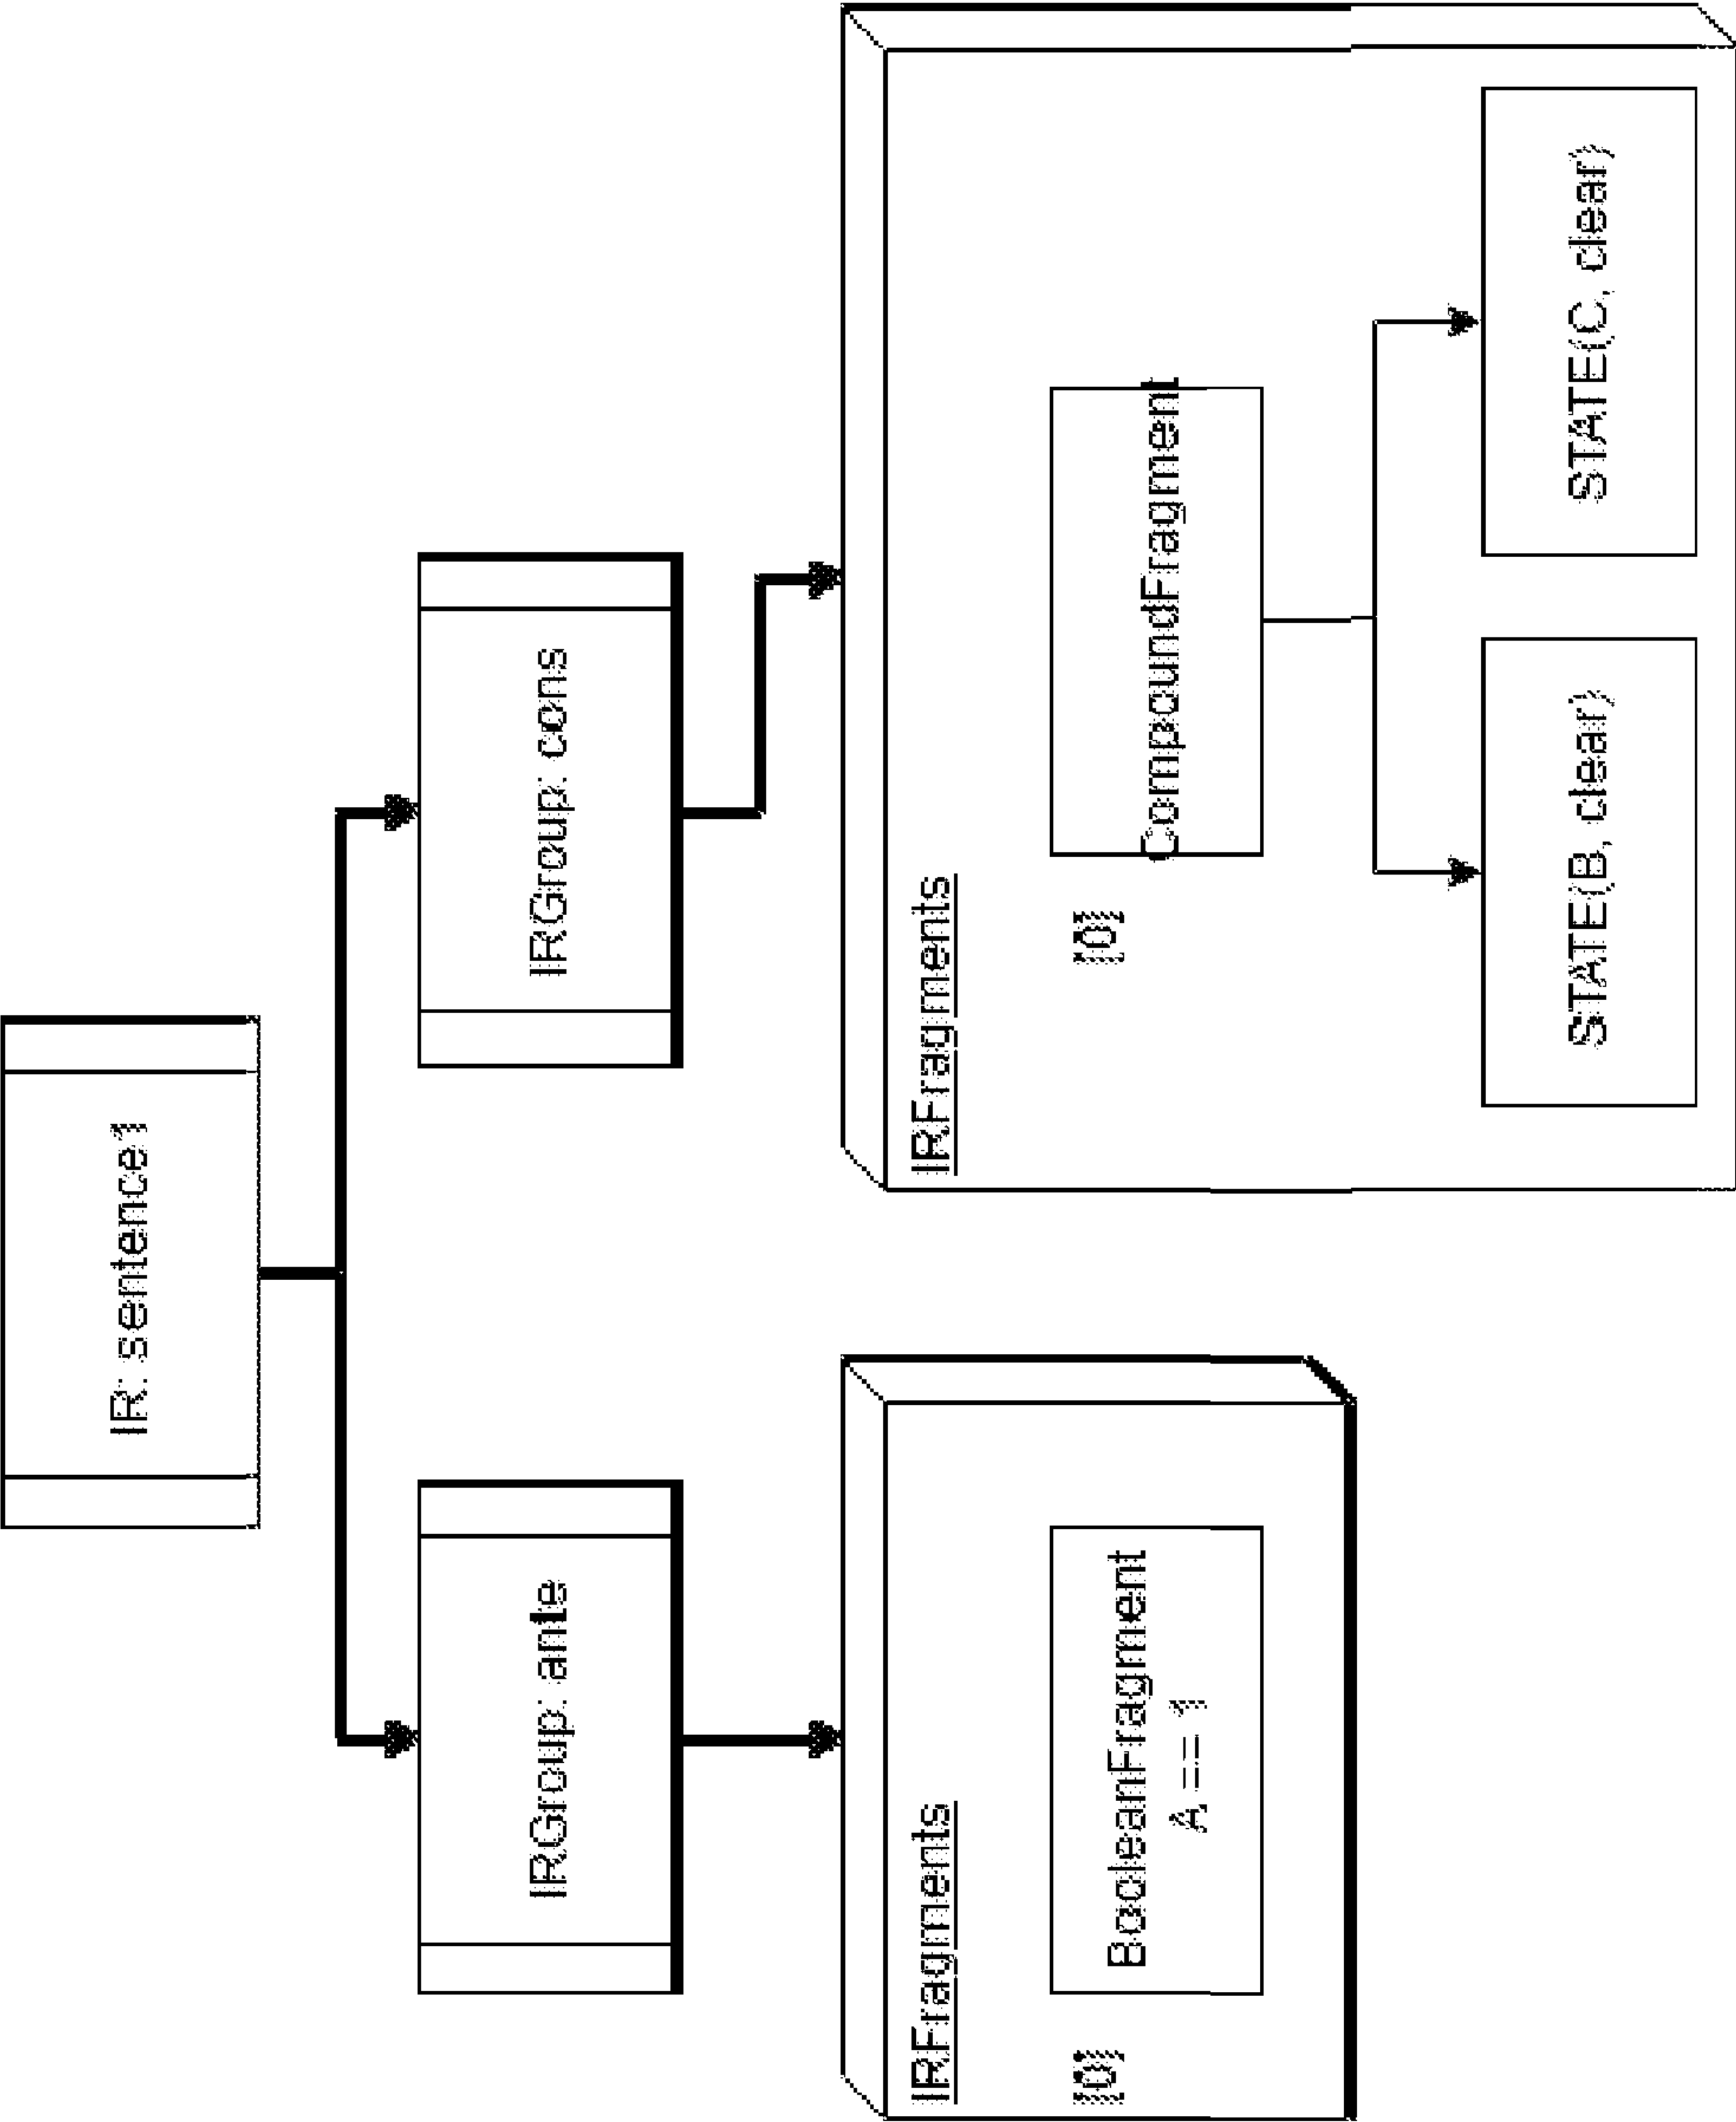 IR: sentence1
IRGroup: ante
IRGroup: cons
IRFragments
[0]
BooleanFragment
A == 1
IRFragments
[0]
CompoundFragment
STATE(B, clear)
STATE(C, clear)